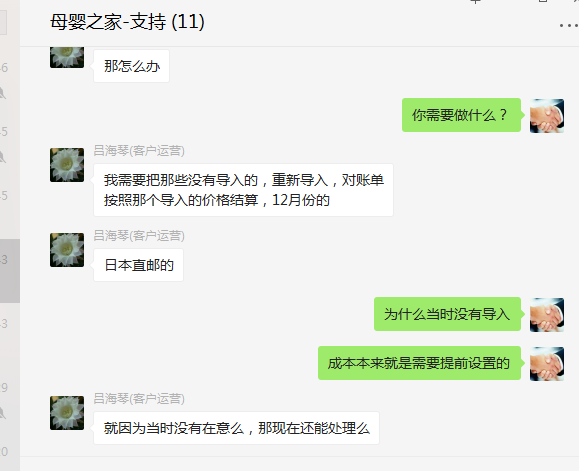 母婴之家-支持 (11)
那怎么办
你需要做什么？
吕海琴(客户运营)
我需要把那些没有导入的，重新导入，对账单
按照那个导入的价格结算，12月份的
吕海琴(客户运营)
日本直邮的
为什么当时没有导入
成本本来就是需要提前设置的
吕海琴(客户运营)
就因为当时没有在意么，那现在还能处理么